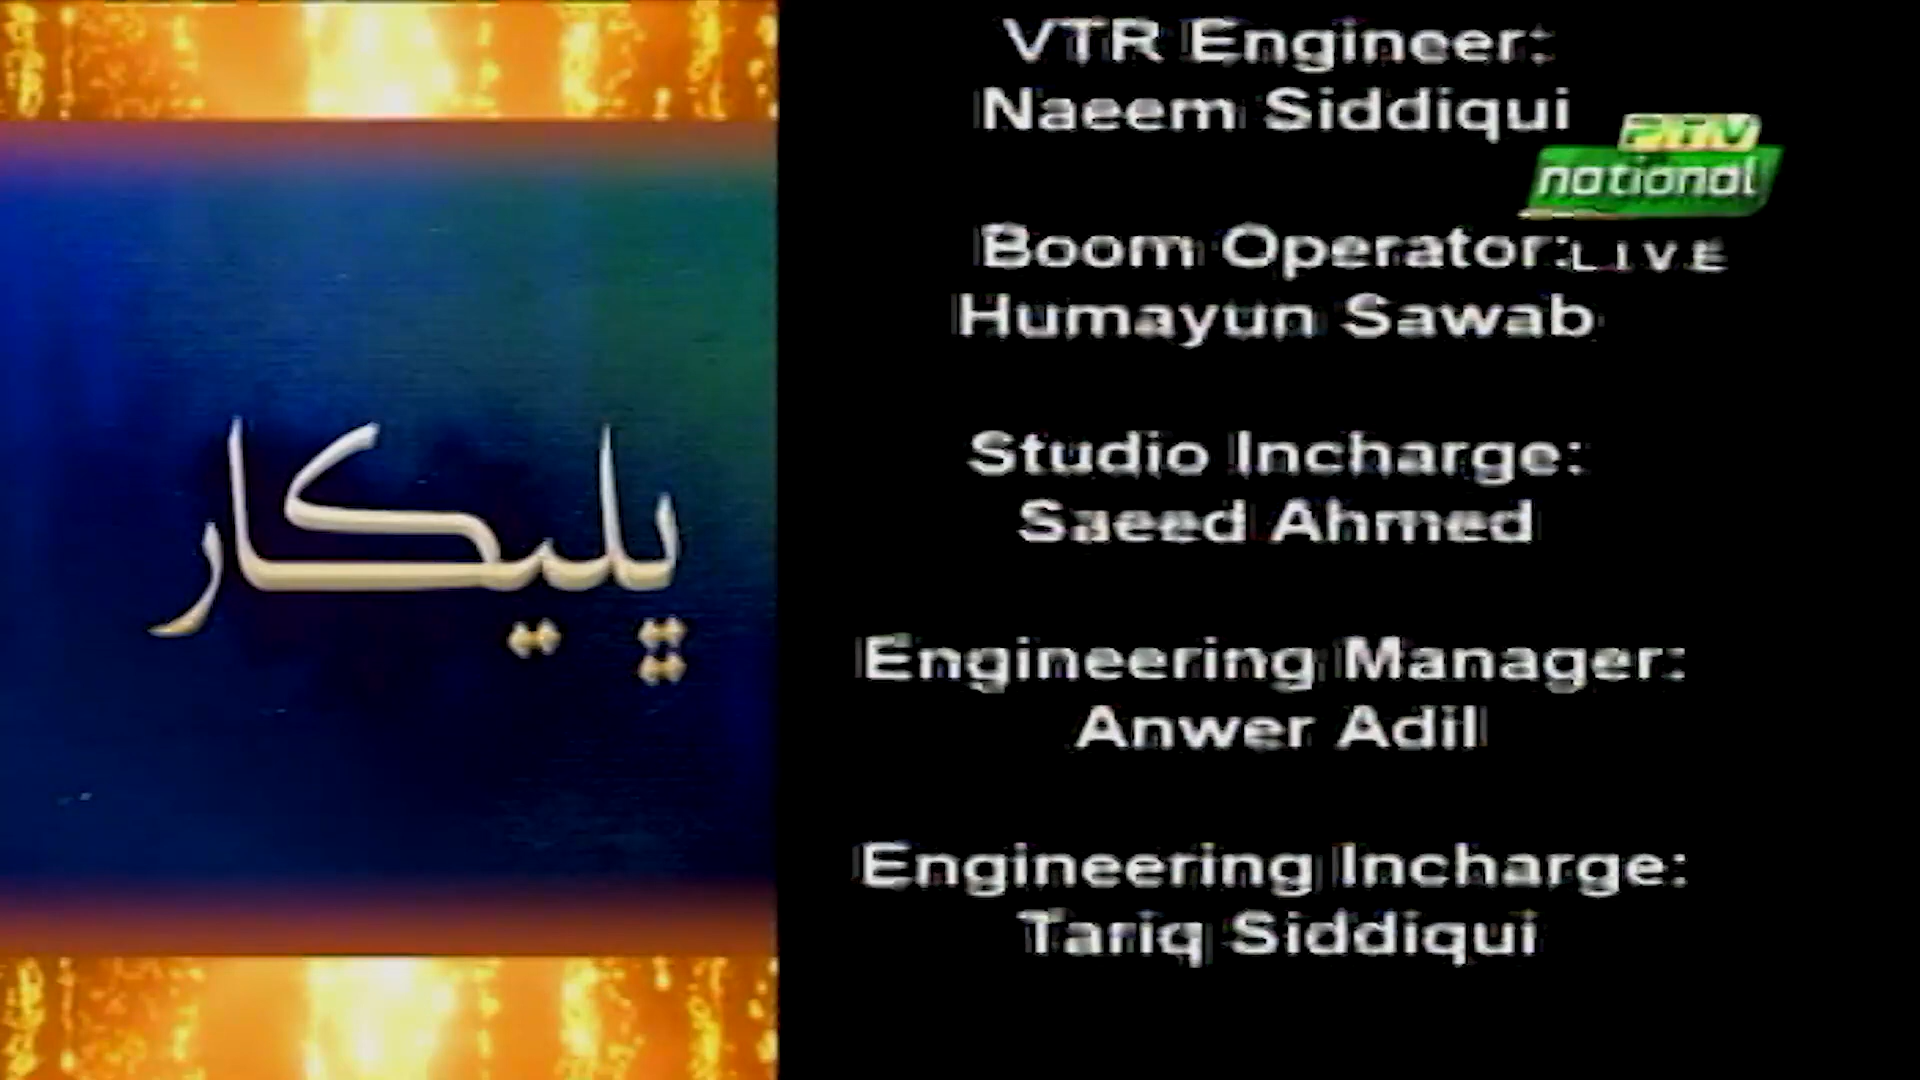 ڀليڪار
VTR Engineer:
Naeem Siddiqui
PTV
national
LIVE
Boom Operator:
Humayun Sawab
Studio Incharge:
Saeed Ahmed
Engineering Manager:
Anwer Adil
Engineering Incharge:
Tariq Siddiqui